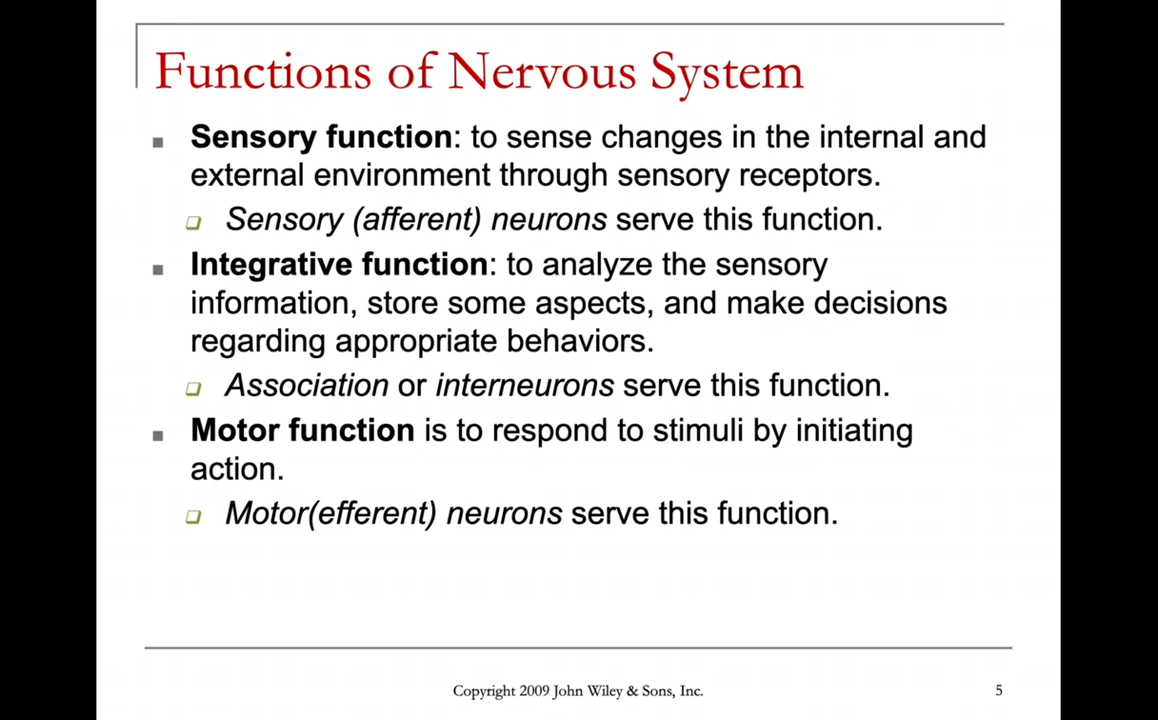 Functions of Nervous System
Sensory function: to sense changes in the internal and
external environment through sensory receptors.
Sensory (afferent) neurons serve this function.
Integrative function: to analyze the sensory
information, store some aspects, and make decisions
regarding appropriate behaviors.
Association or interneurons serve this function.
Motor function is to respond to stimuli by initiating
action.
Motor(efferent) neurons serve this function.
Copyright 2009 John Wiley & Sons, Inc.
5